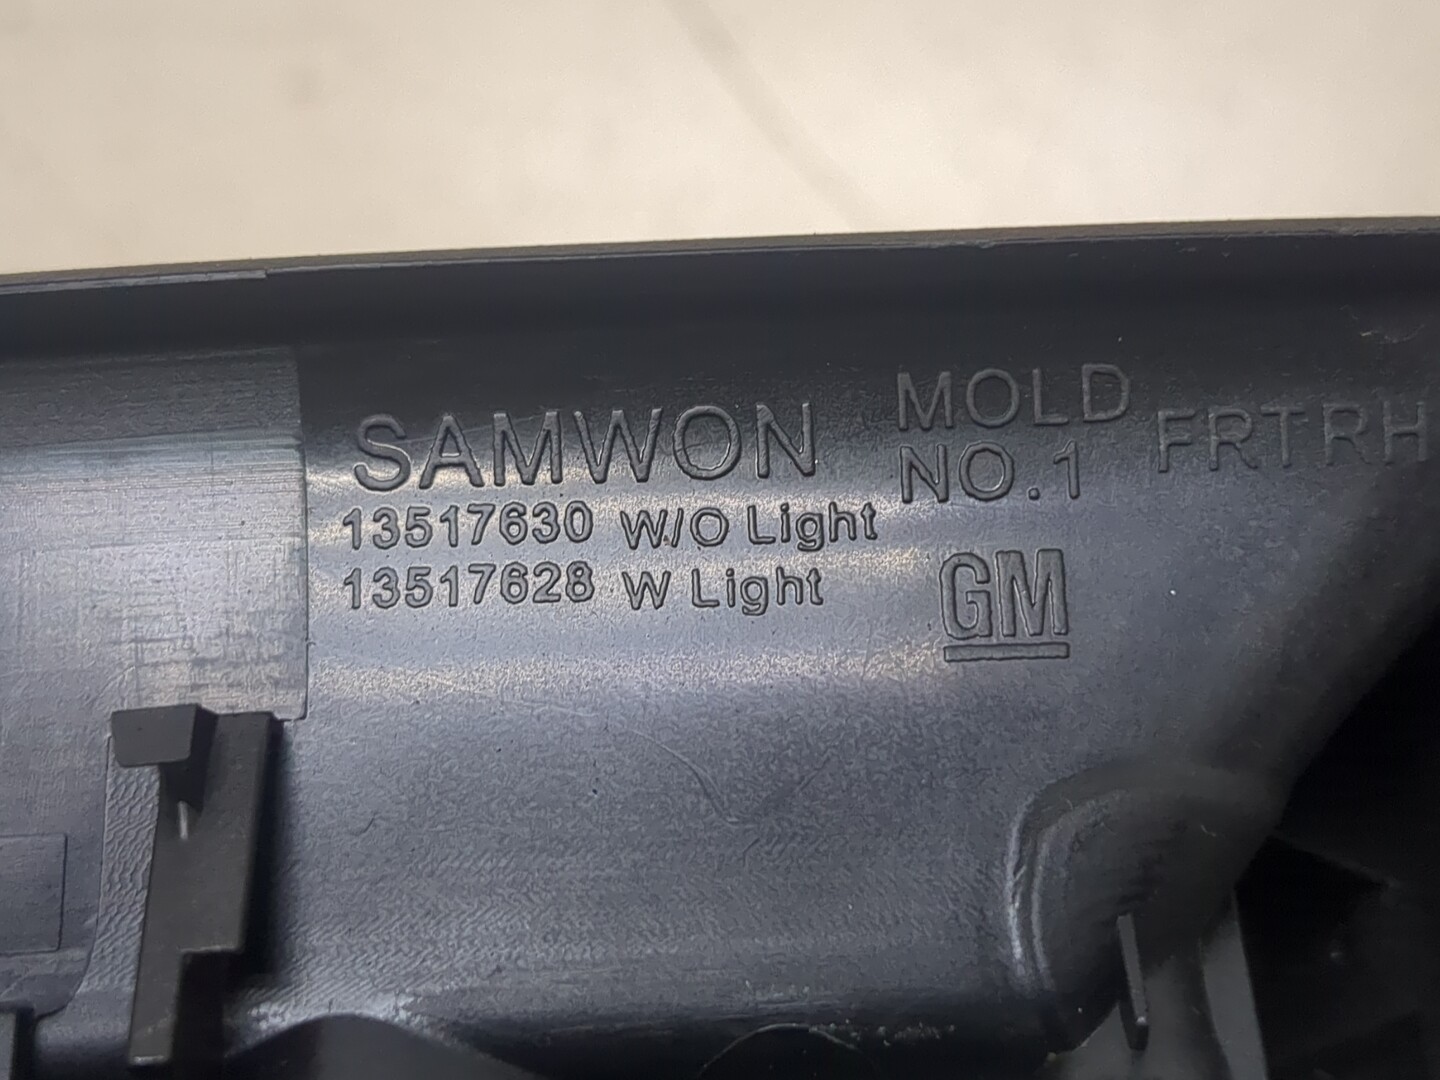 SAMWON
13517630 W/O Light
13517628 W Light
MOLD
NO.1
FRTRH
GM